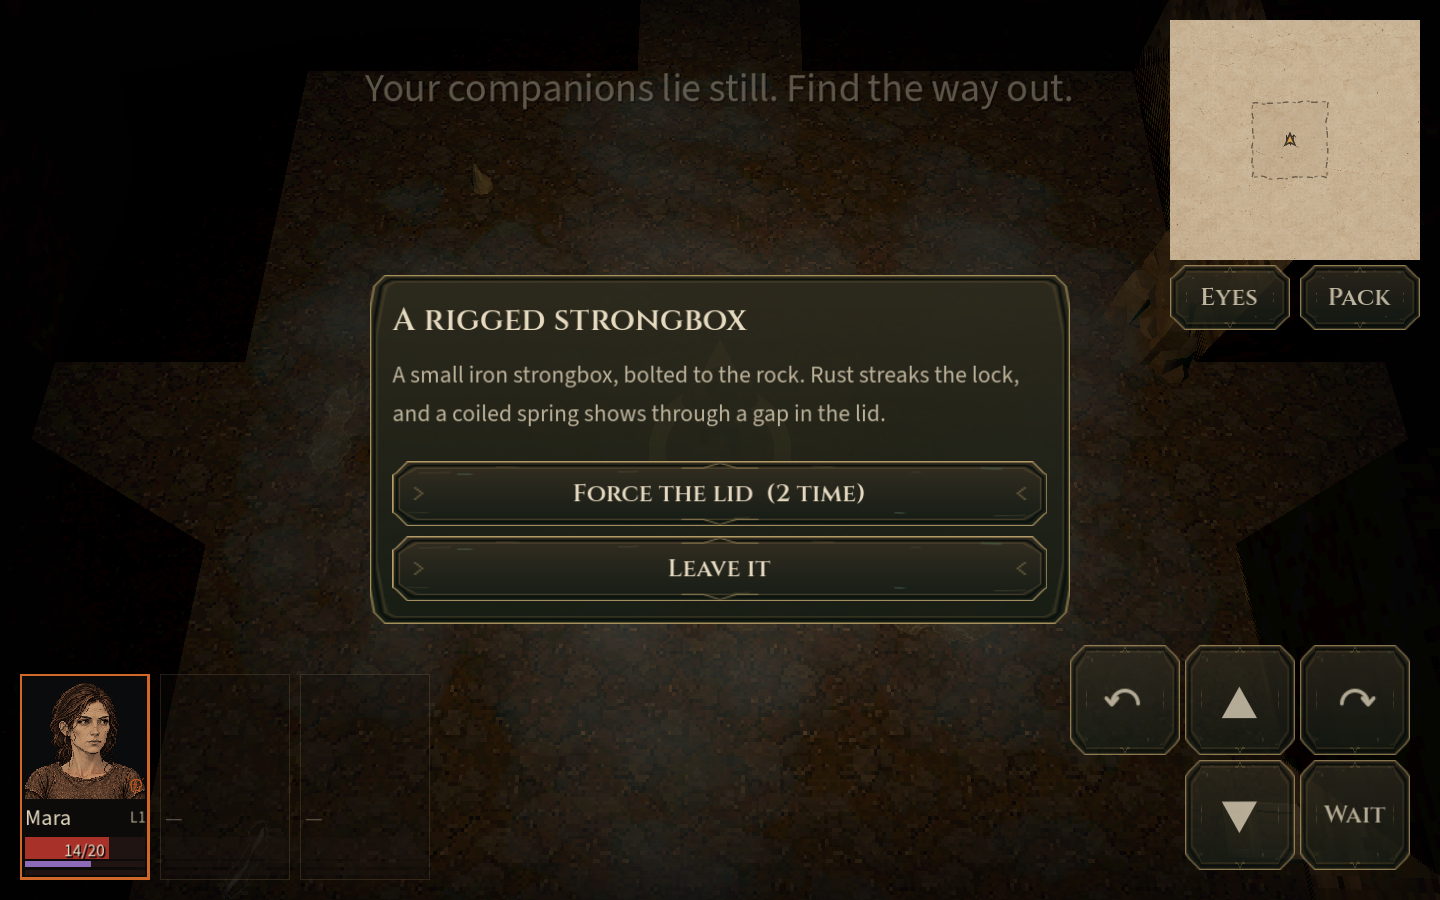 Your companions lie still. Find the way out.
EYES
PACK
A RIGGED STRONGBOX
A small iron strongbox, bolted to the rock. Rust streaks the lock,
and a coiled spring shows through a gap in the lid.
FORCE THE LID (2 TIME)
LEAVE IT
WAIT
Mara L1
14/20